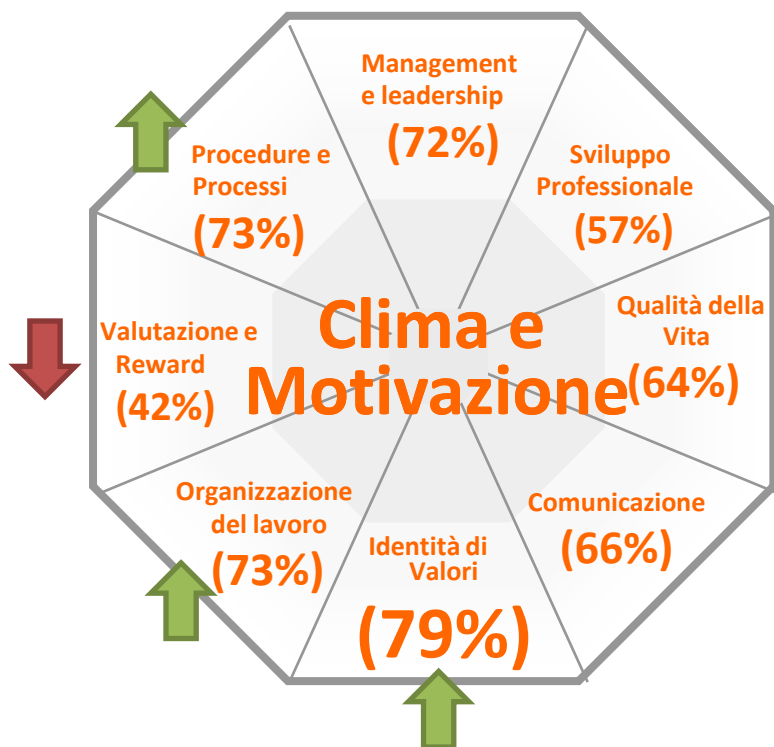 Management
e leadership
(72%)
Sviluppo
Professionale
(57%)
Qualità della
Vita
(64%)
Comunicazione
(66%)
Identità di
Valori
(79%)
Organizzazione
del lavoro
(73%)
Valutazione e
Reward
(42%)
Procedure e
Processi
(73%)
Clima e
Motivazione